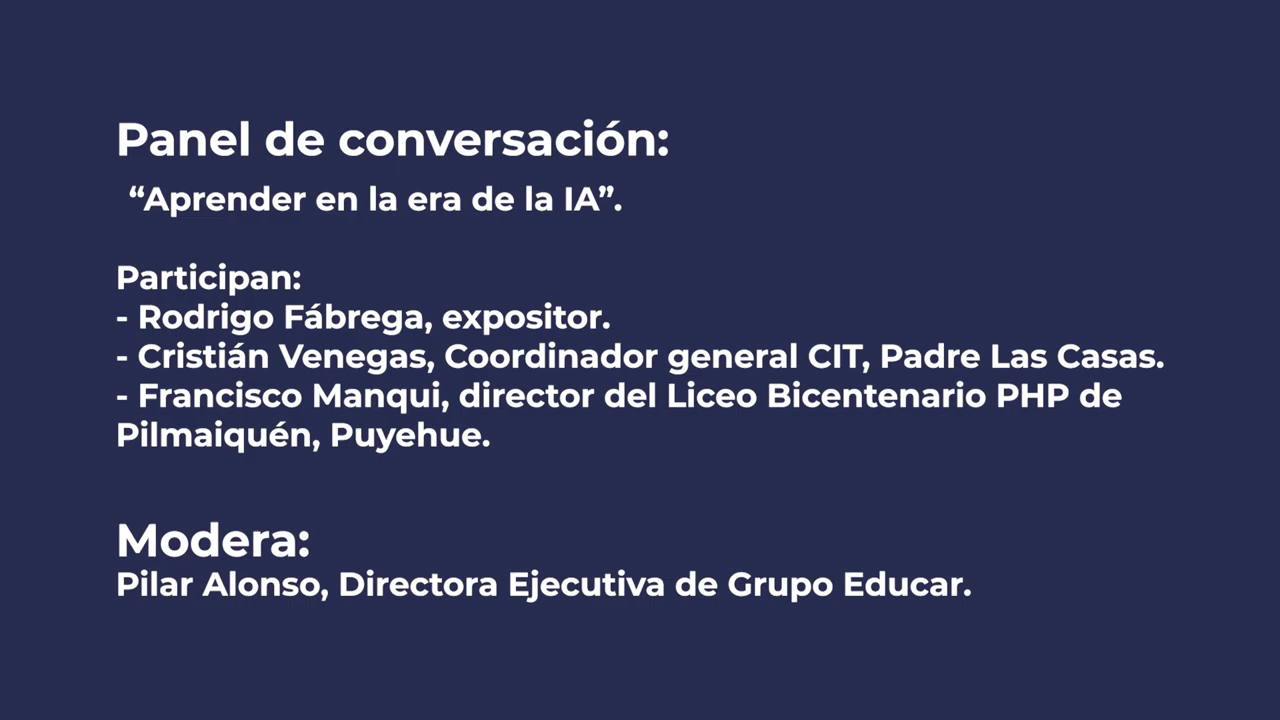 Panel de conversación:
“Aprender en la era de la IA”.
Participan:
- Rodrigo Fábrega, expositor.
- Cristián Venegas, Coordinador general CIT, Padre Las Casas.
- Francisco Manqui, director del Liceo Bicentenario PHP de
Pilmaiquén, Puyehue.
Modera:
Pilar Alonso, Directora Ejecutiva de Grupo Educar.